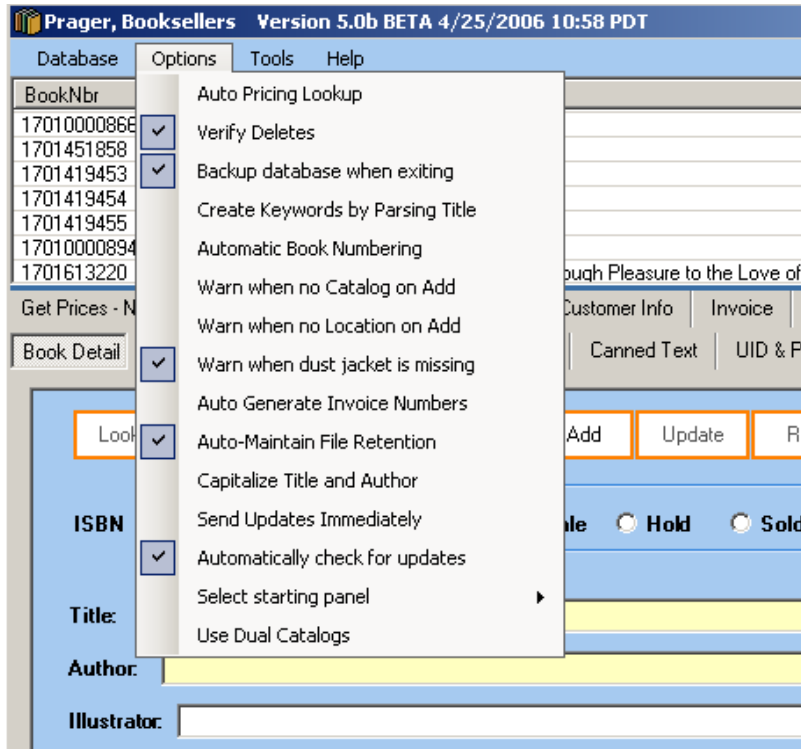 Prager, Booksellers Version 5.0b BETA 4/25/2006 10:58 PDT
Database Options Tools Help
BookNbr
Auto Pricing Lookup
Verify Deletes
Backup database when exiting
Create Keywords by Parsing Title
Automatic Book Numbering
Warn when no Catalog on Add
Warn when no Location on Add
Warn when dust jacket is missing
Auto Generate Invoice Numbers
Auto-Maintain File Retention
Capitalize Title and Author
Send Updates Immediately
Automatically check for updates
Select starting panel
Use Dual Catalogs
17010000866
1701451858
1701419453
1701419454
1701419455
17010000894
1701613220 ough Pleasure to the Love of
Get Prices - N Customer Info Invoice
Book Detail Canned Text UID & P
Look Add Update R
ISBN ale Hold Sold
Title:
Author:
Illustrator: